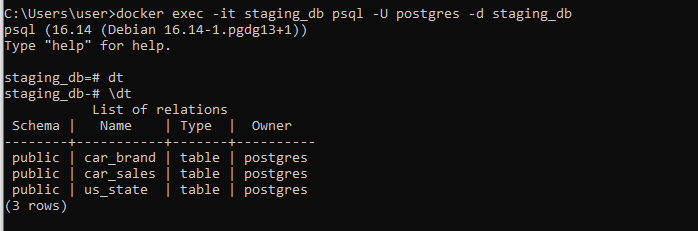 C:\Users\user>docker exec -it staging_db psql -U postgres -d staging_db
psql (16.14 (Debian 16.14-1.pgdg13+1))
Type "help" for help.

staging_db=# dt
staging_db-# \dt
           List of relations
 Schema |   Name    | Type  |  Owner
--------+-----------+-------+----------
 public | car_brand | table | postgres
 public | car_sales | table | postgres
 public | us_state  | table | postgres
(3 rows)